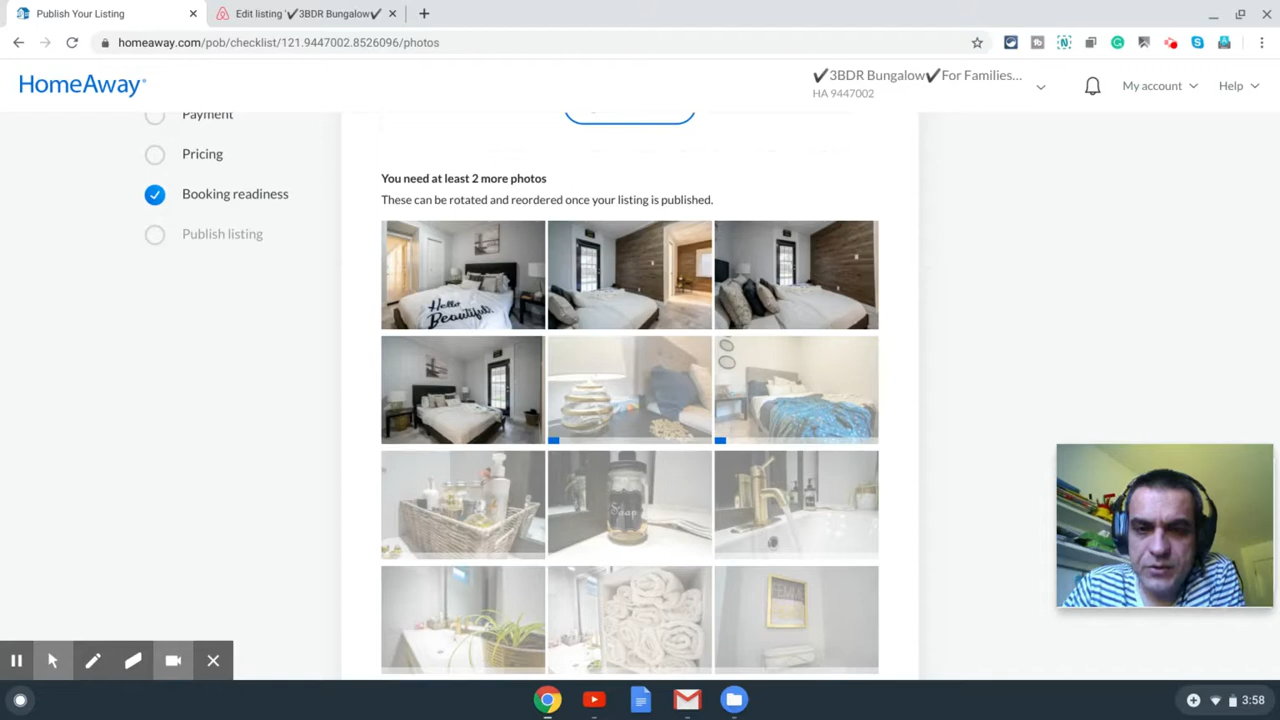 Publish Your Listing
Edit listing '✔3BDR Bungalow✔
homeaway.com/pob/checklist/121.9447002.8526096/photos
HomeAway
✔3BDR Bungalow✔For Families...
HA 9447002
My account
Help
Payment
Pricing
Booking readiness
Publish listing
You need at least 2 more photos
These can be rotated and reordered once your listing is published.
Hello
Beautiful.
Soap
3:58